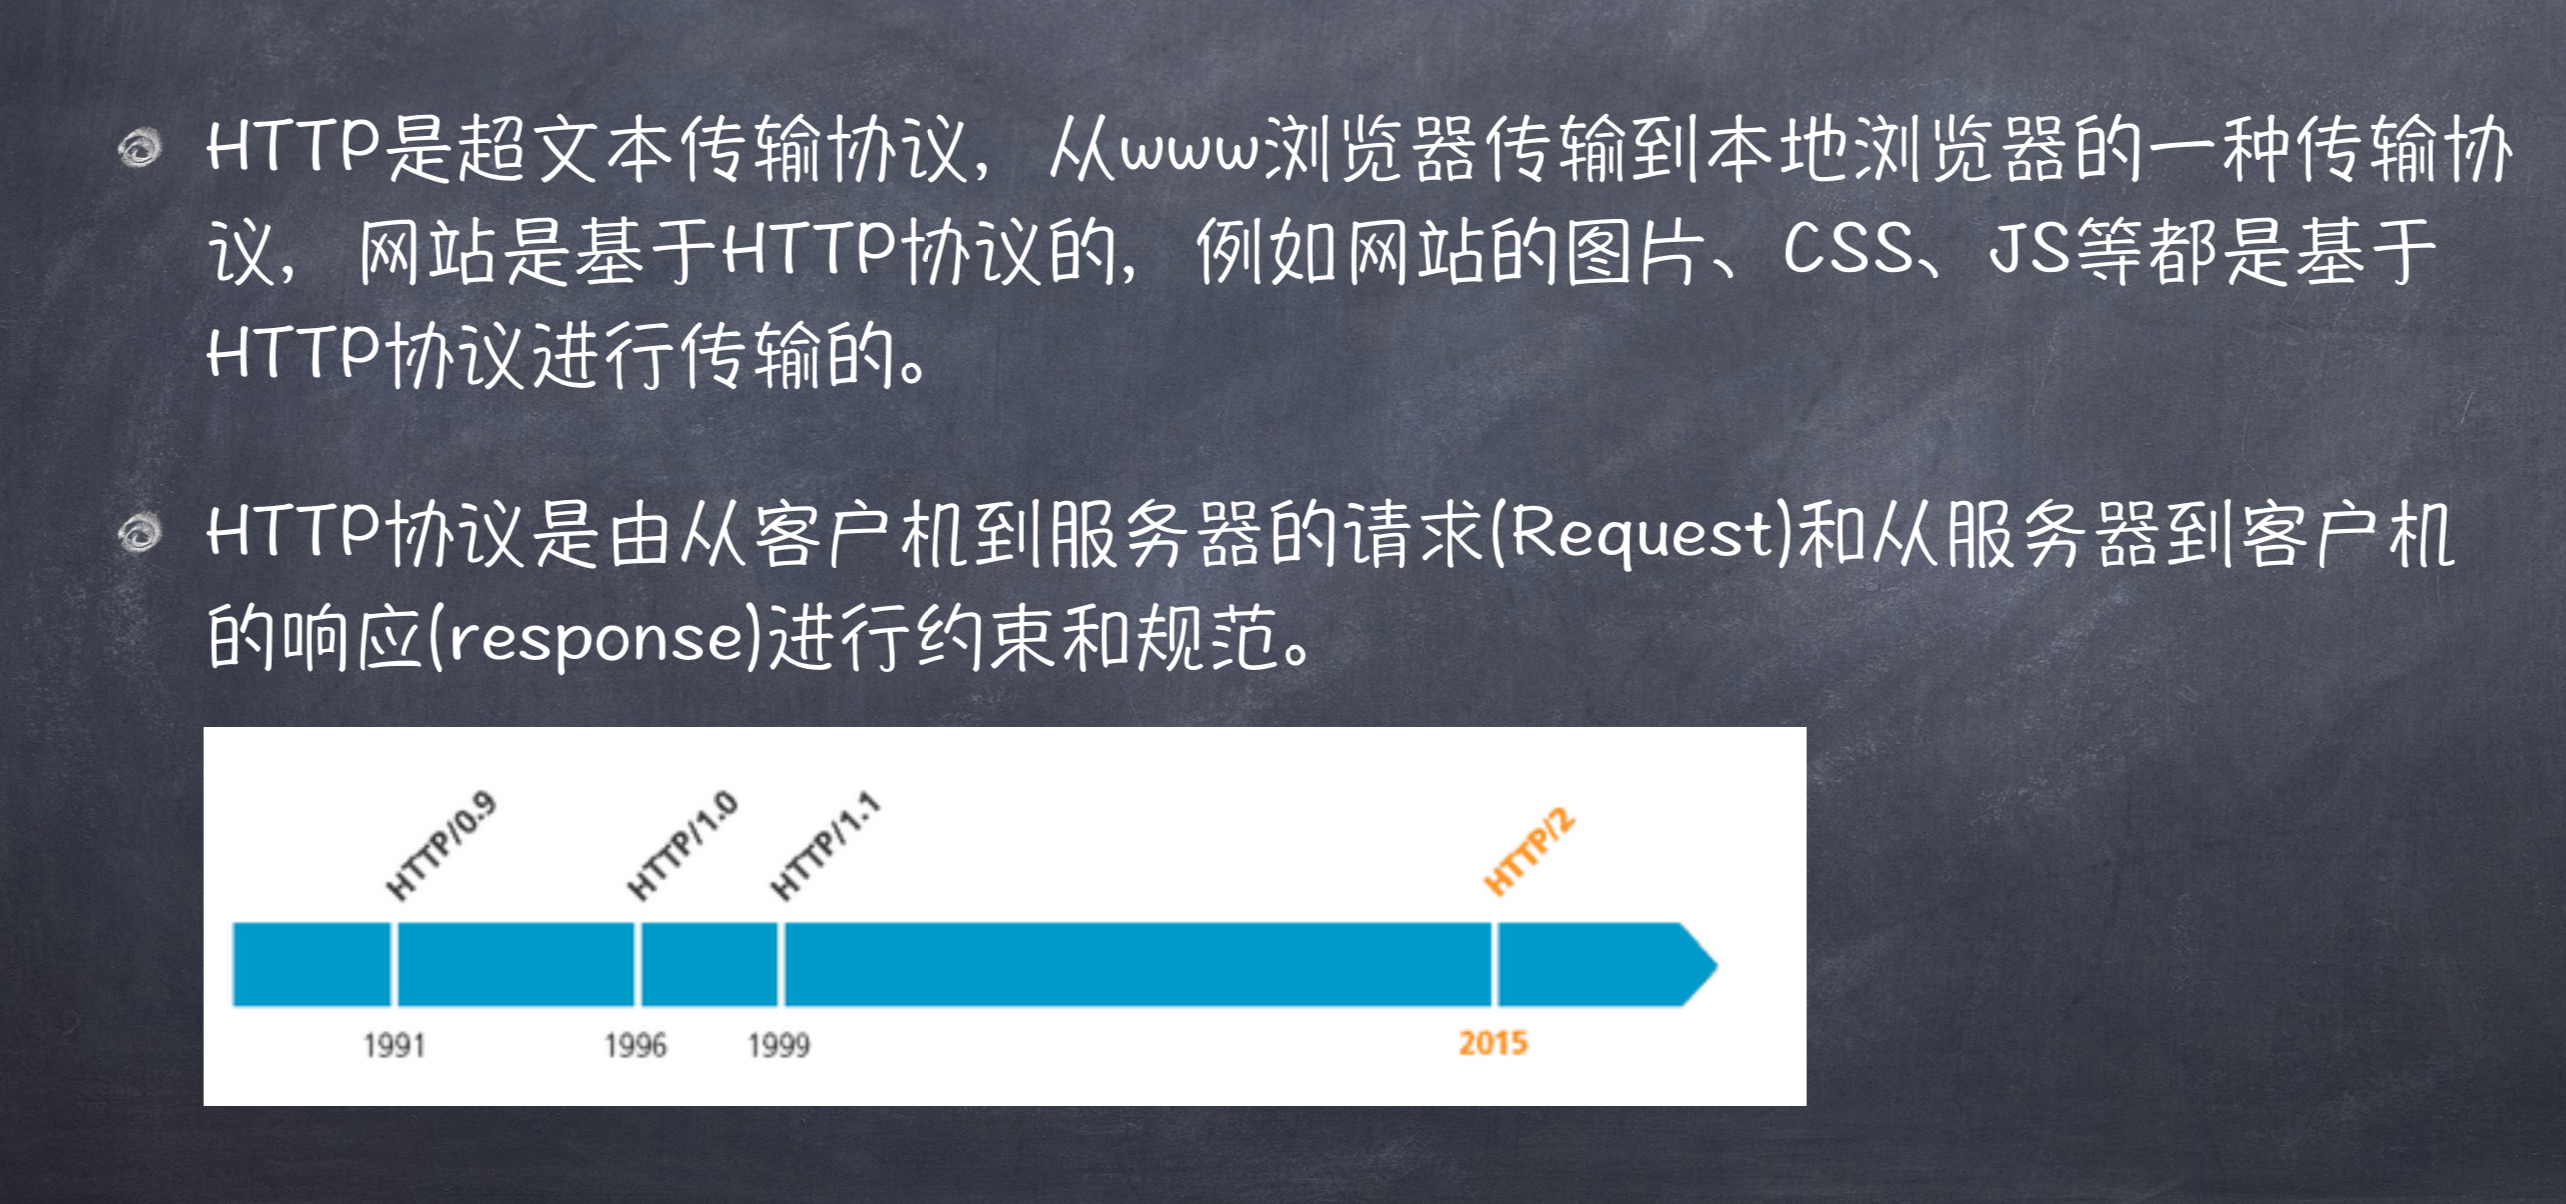 HTTP是超文本传输协议，从www浏览器传输到本地浏览器的一种传输协
议，网站是基于HTTP协议的，例如网站的图片、CSS、JS等都是基于
HTTP协议进行传输的。
HTTP协议是由从客户机到服务器的请求(Request)和从服务器到客户机
的响应(response)进行约束和规范。
HTTP/0.9 HTTP/1.0 HTTP/1.1 HTTP/2
1991 1996 1999 2015